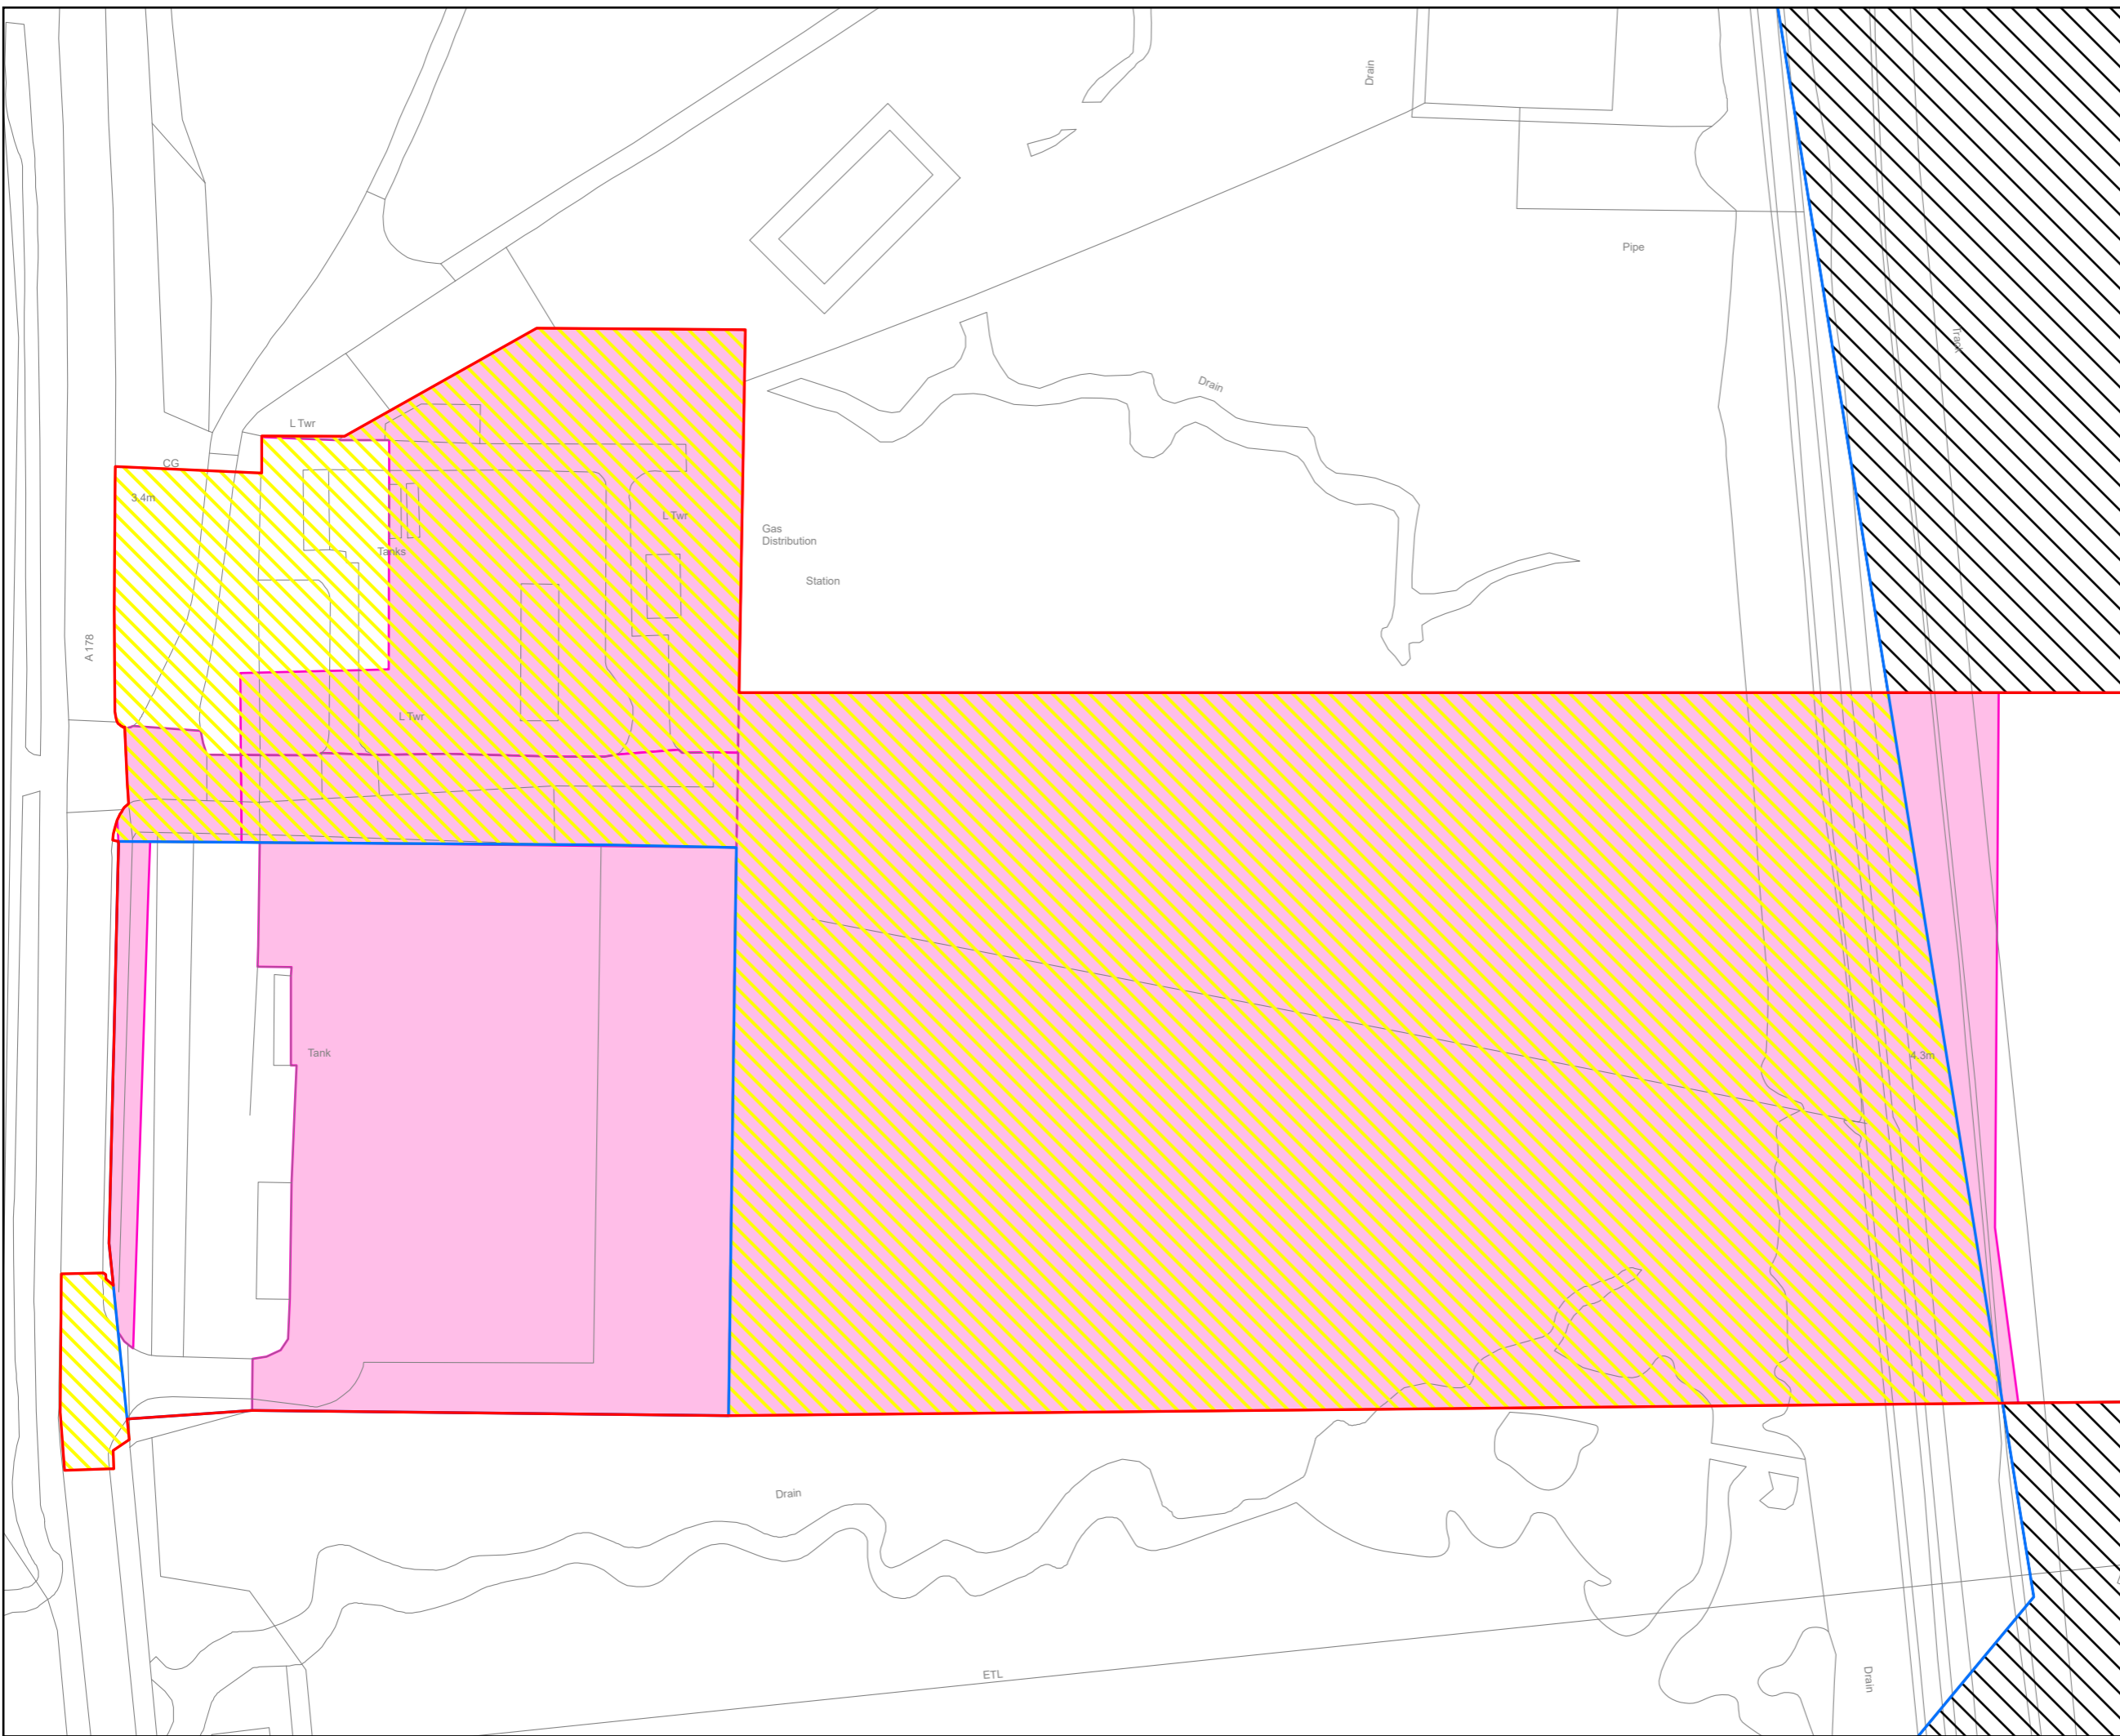 Drain
Pipe
Track
Drain
L Twr
CG
3.4m
L Twr
Gas
Distribution
Tanks
Station
A 178
L Twr
Tank
4.3m
Drain
ETL
Drain